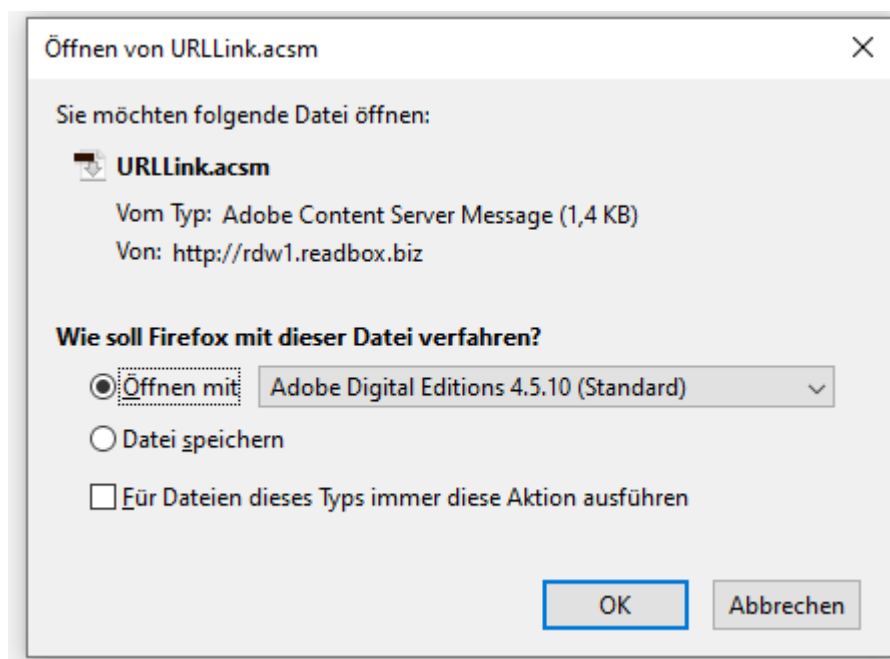 Öffnen von URLLink.acsm
Sie möchten folgende Datei öffnen:
URLLink.acsm
Vom Typ: Adobe Content Server Message (1,4 KB)
Von: http://rdw1.readbox.biz
Wie soll Firefox mit dieser Datei verfahren?
Öffnen mit Adobe Digital Editions 4.5.10 (Standard)
Datei speichern
Für Dateien dieses Typs immer diese Aktion ausführen
OK Abbrechen